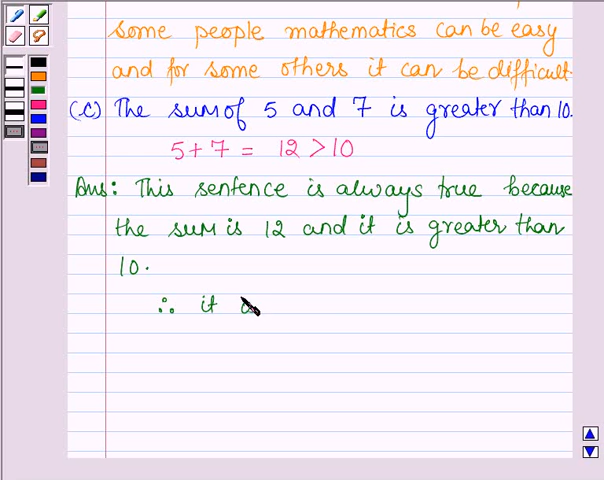 some people mathematics can be easy
and for some others it can be difficult.
(C) The sum of 5 and 7 is greater than 10.
5 + 7 = 12 > 10
Ans: This sentence is always true because
the sum is 12 and it is greater than
10.
∴ it